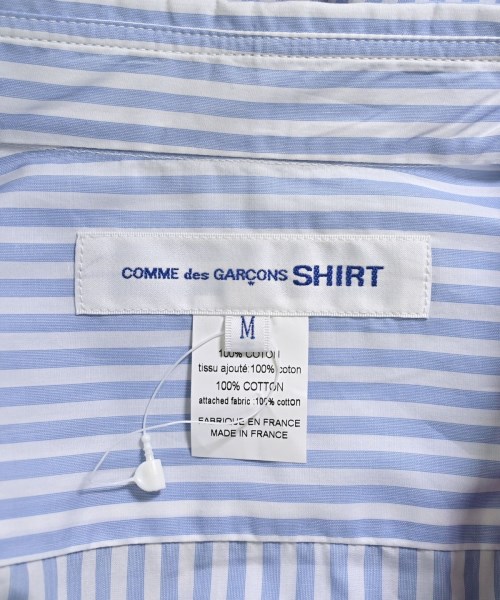 COMME des GARÇONS SHIRT
M
100% COTON
tissu ajouté:100% coton
100% COTTON
attached fabric :100% cotton
FABRIQUE EN FRANCE
MADE IN FRANCE